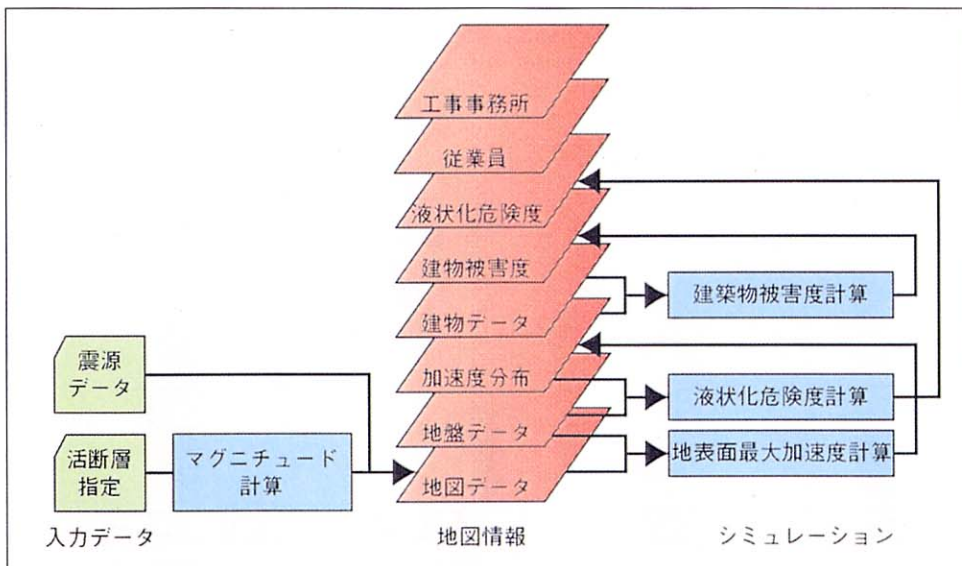 工事事務所
従業員
液状化危険度
建物被害度
建物データ
加速度分布
地盤データ
地図データ
震源
データ
活断層
指定
マグニチュード
計算
建築物被害度計算
液状化危険度計算
地表面最大加速度計算
入力データ
地図情報
シミュレーション